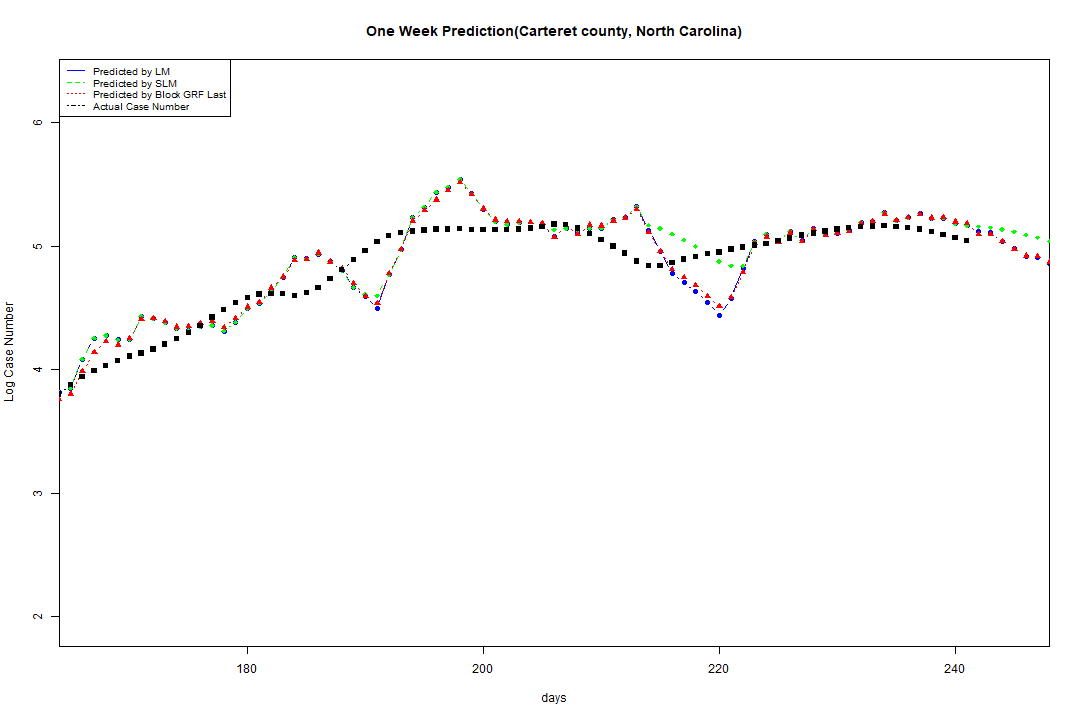 One Week Prediction(Carteret county, North Carolina)
Predicted by LM
Predicted by SLM
Predicted by Block GRF Last
Actual Case Number
6
5
4
3
2
Log Case Number
180 200 220 240
days